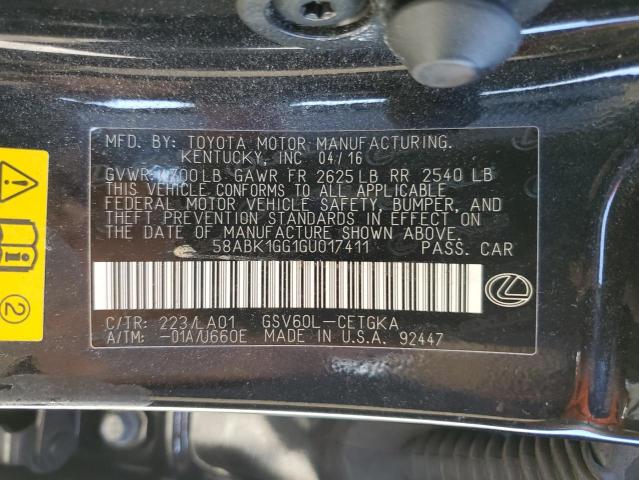 MFD. BY: TOYOTA MOTOR MANUFACTURING.
KENTUCKY, INC 04/16
GVWR 4700LB GAWR FR 2625LB RR 2540 LB
THIS VEHICLE CONFORMS TO ALL APPLICABLE
FEDERAL MOTOR VEHICLE SAFETY, BUMPER, AND
THEFT PREVENTION STANDARDS IN EFFECT ON
THE DATE OF MANUFACTURE SHOWN ABOVE.
58ABK1GG1GU017411 PASS. CAR
C/TR: 223/LA01 GSV60L-CETGKA
A/TM: -01A/U660E MADE IN U.S.A. 92447
2